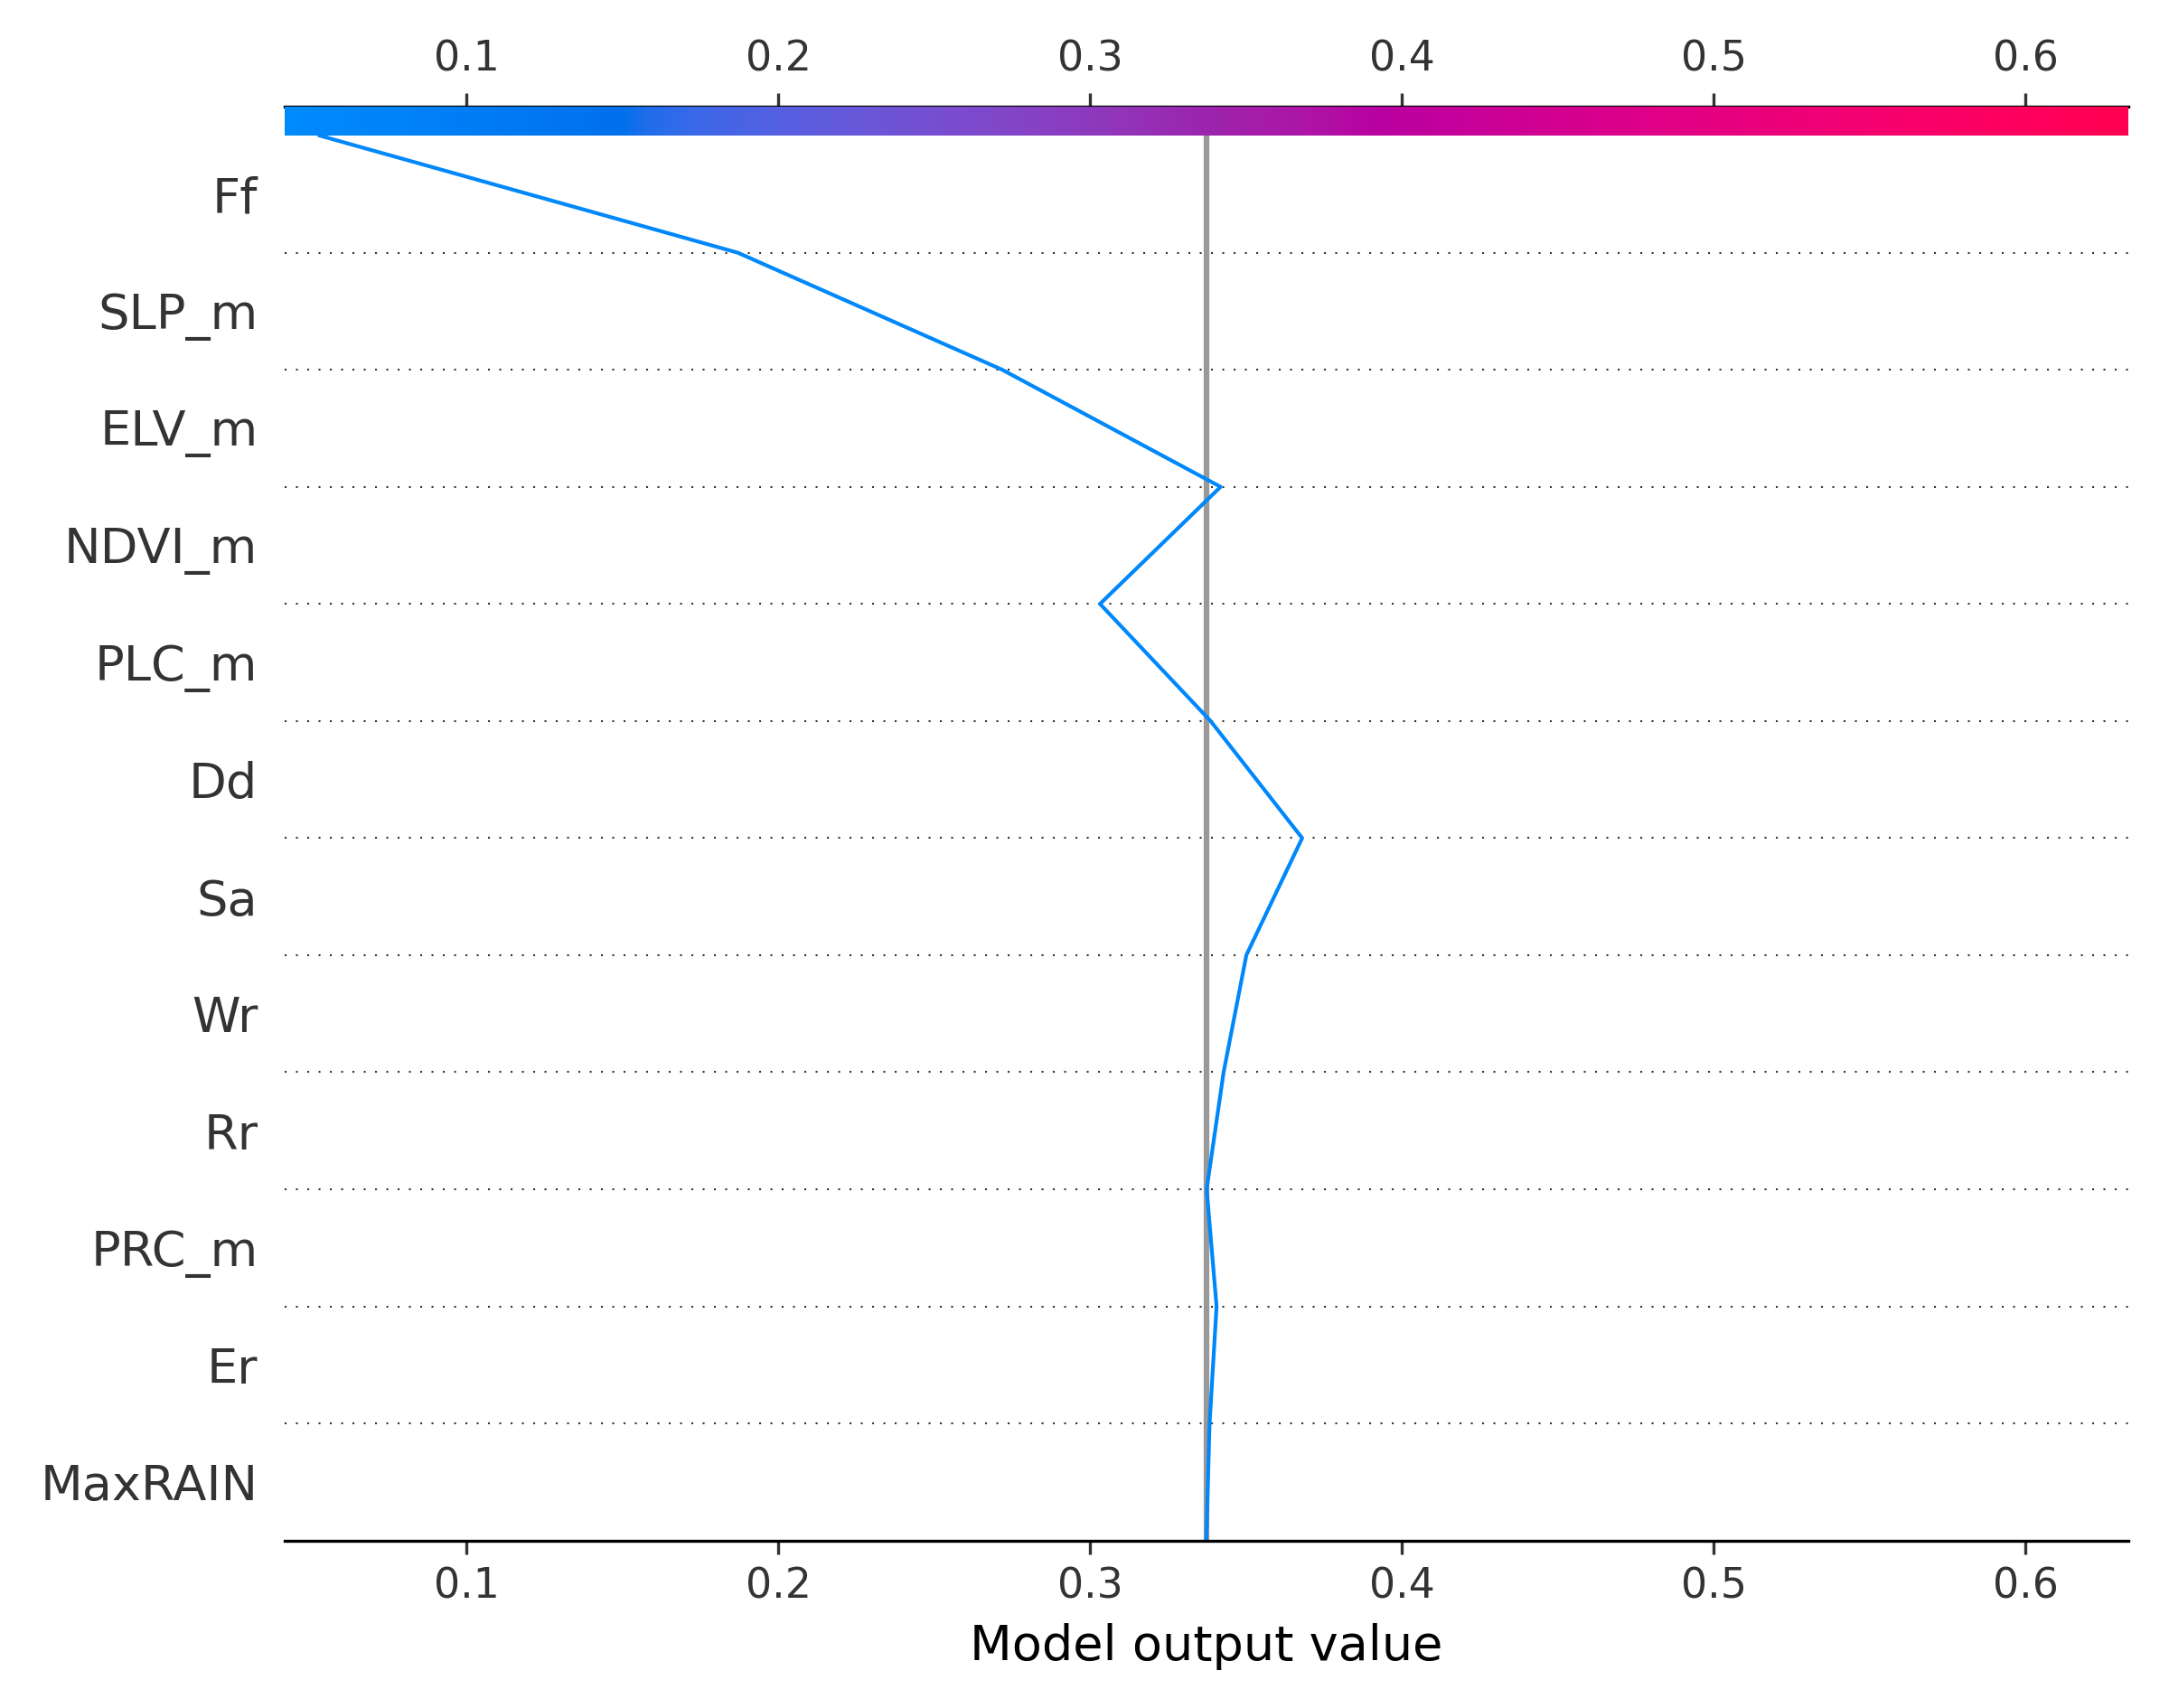 0.1 0.2 0.3 0.4 0.5 0.6
Ff
SLP_m
ELV_m
NDVI_m
PLC_m
Dd
Sa
Wr
Rr
PRC_m
Er
MaxRAIN
0.1 0.2 0.3 0.4 0.5 0.6
Model output value